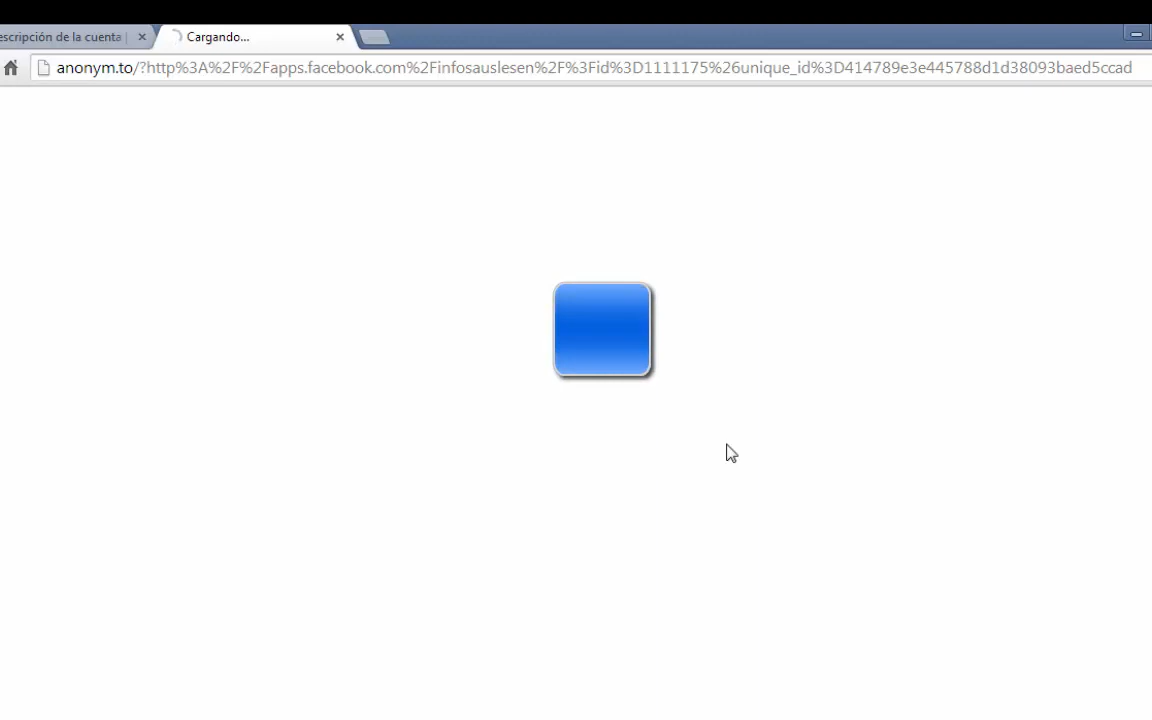 escripción de la cuenta |
Cargando...
anonym.to/?http%3A%2F%2Fapps.facebook.com%2Finfosauslesen%2F%3Fid%3D1111175%26unique_id%3D414789e3e445788d1d38093baed5ccad